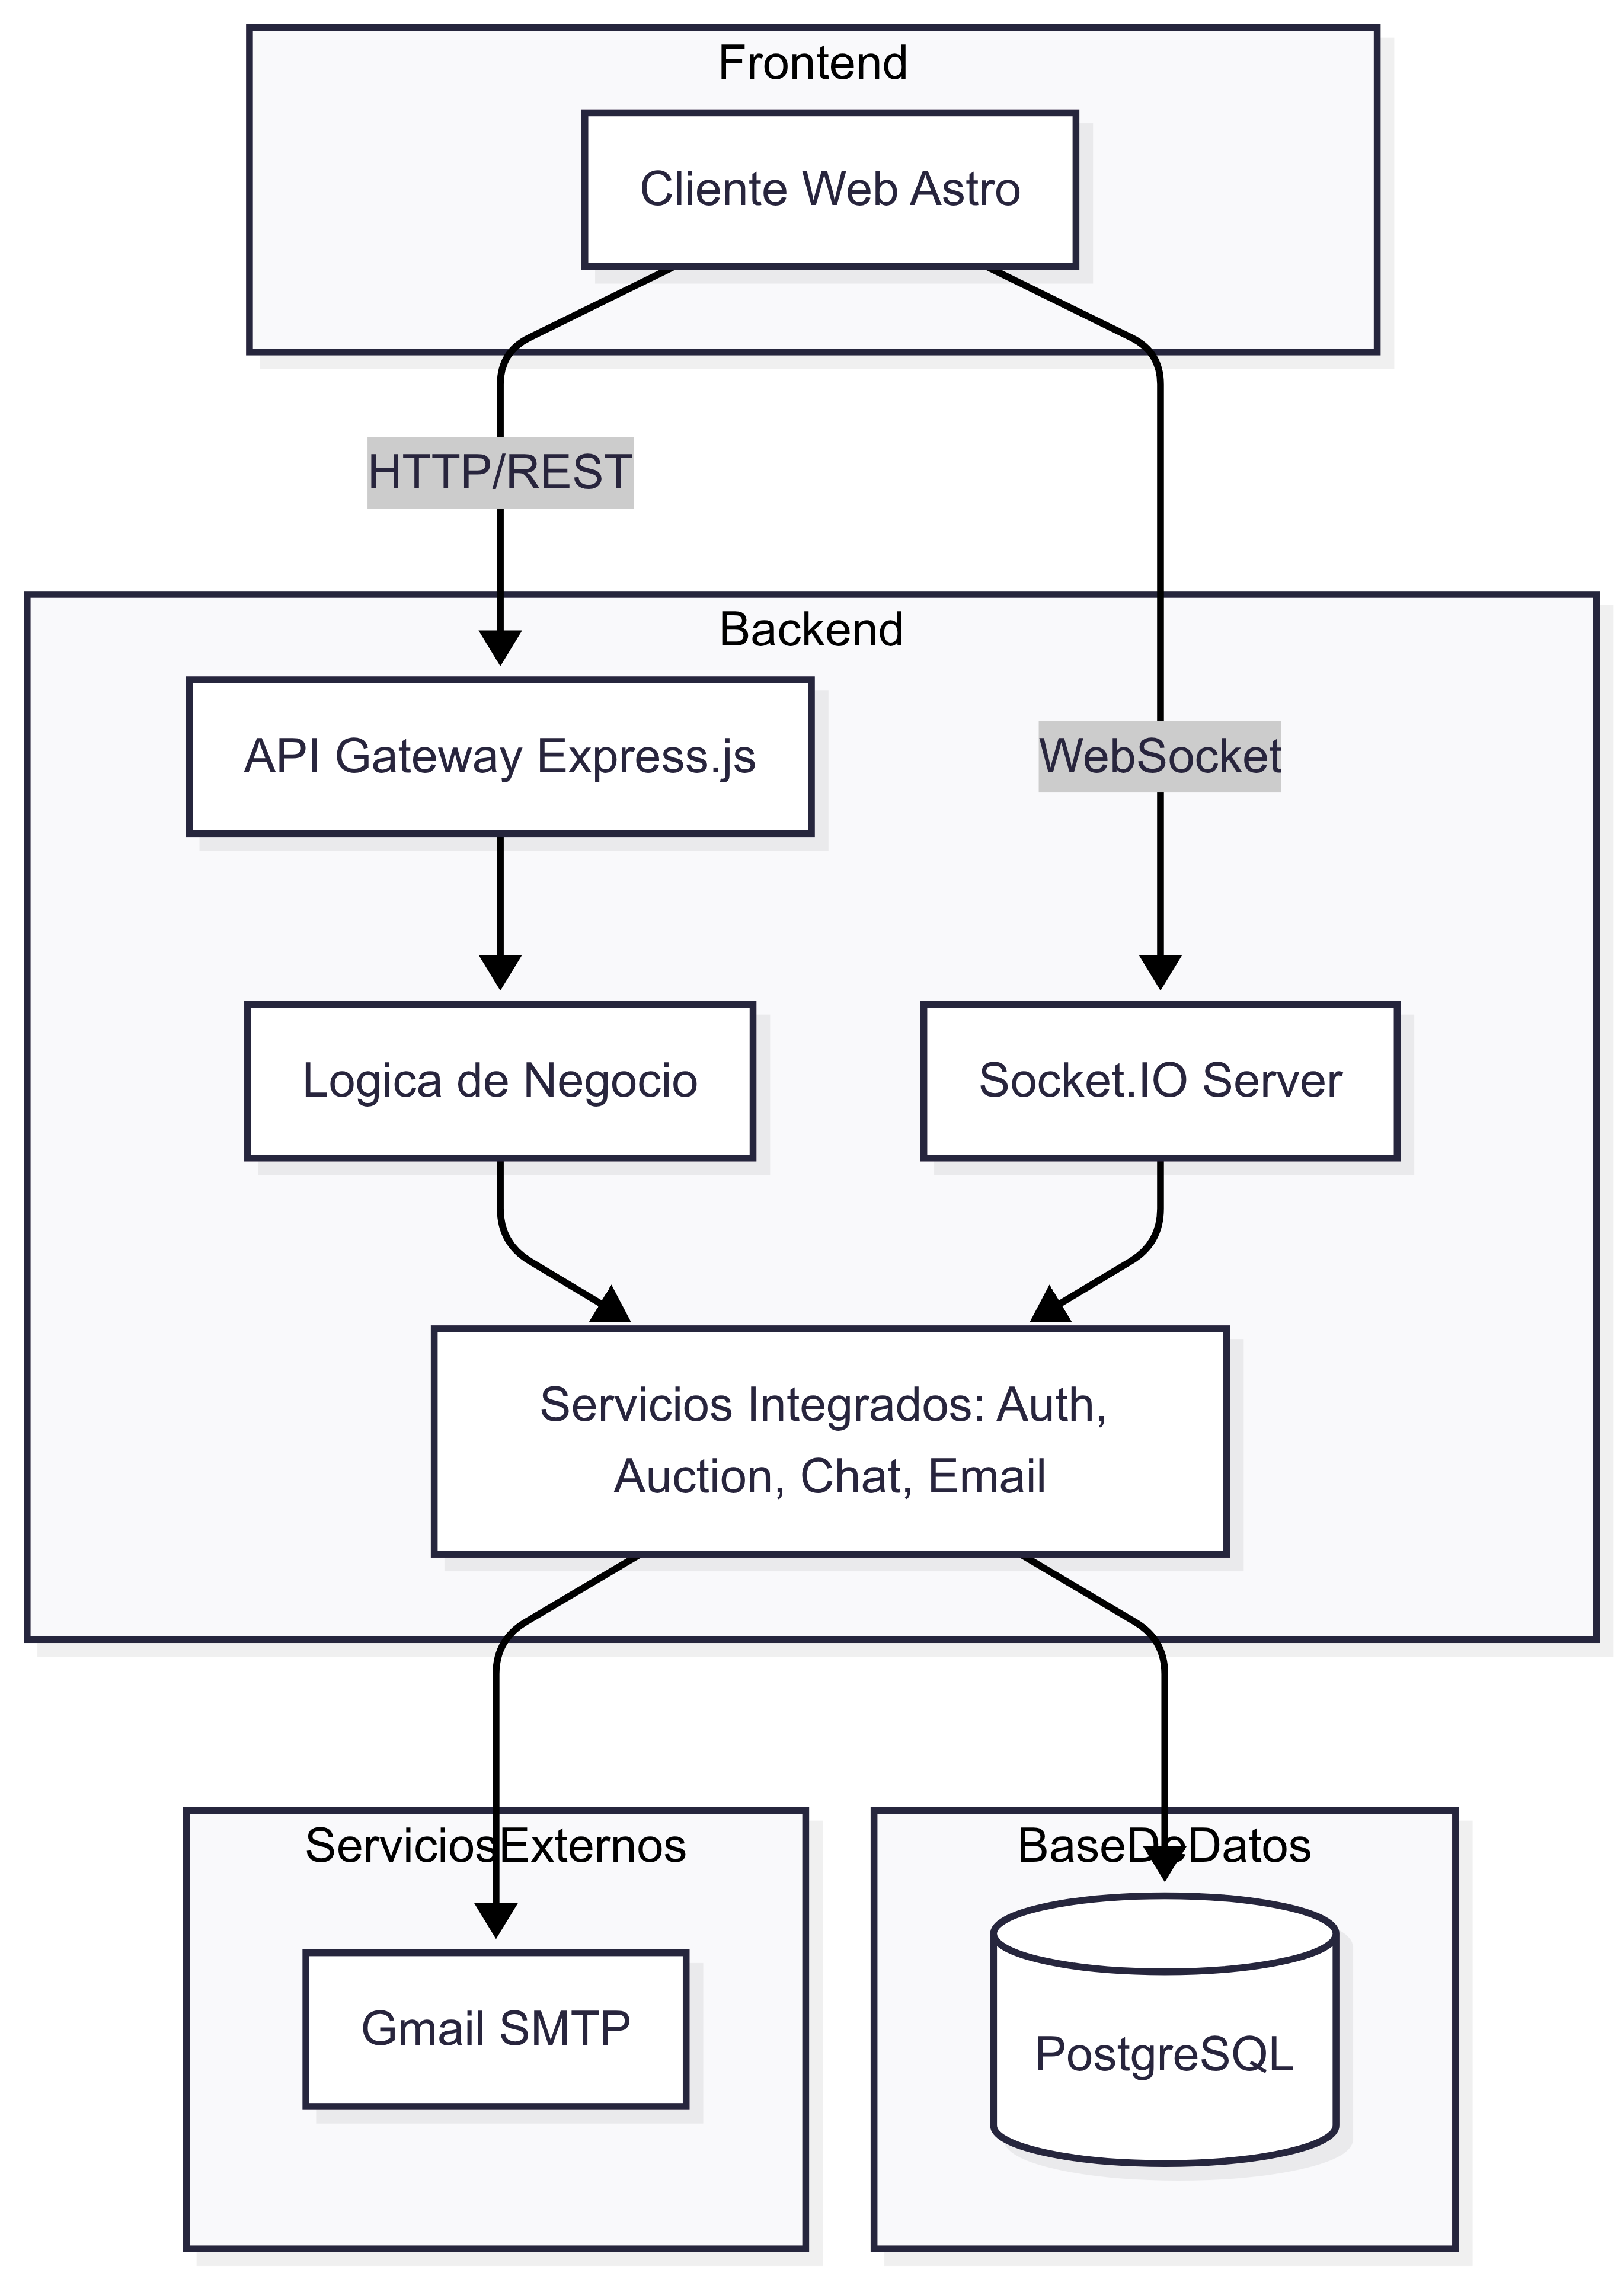 Frontend
Cliente Web Astro
HTTP/REST
Backend
API Gateway Express.js
WebSocket
Logica de Negocio
Socket.IO Server
Servicios Integrados: Auth,
Auction, Chat, Email
ServiciosExternos
BaseDeDatos
Gmail SMTP
PostgreSQL